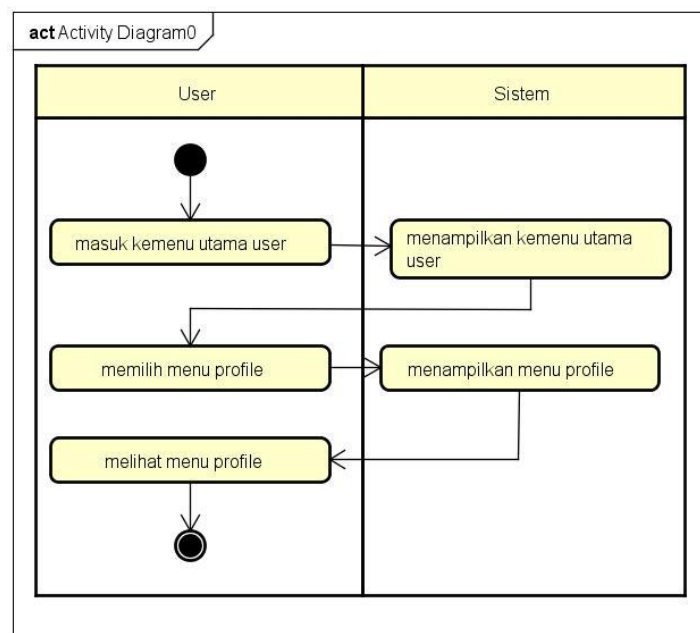 act Activity Diagram0
User
Sistem
masuk kemenu utama user
menampilkan kemenu utama
user
memilih menu profile
menampilkan menu profile
melihat menu profile